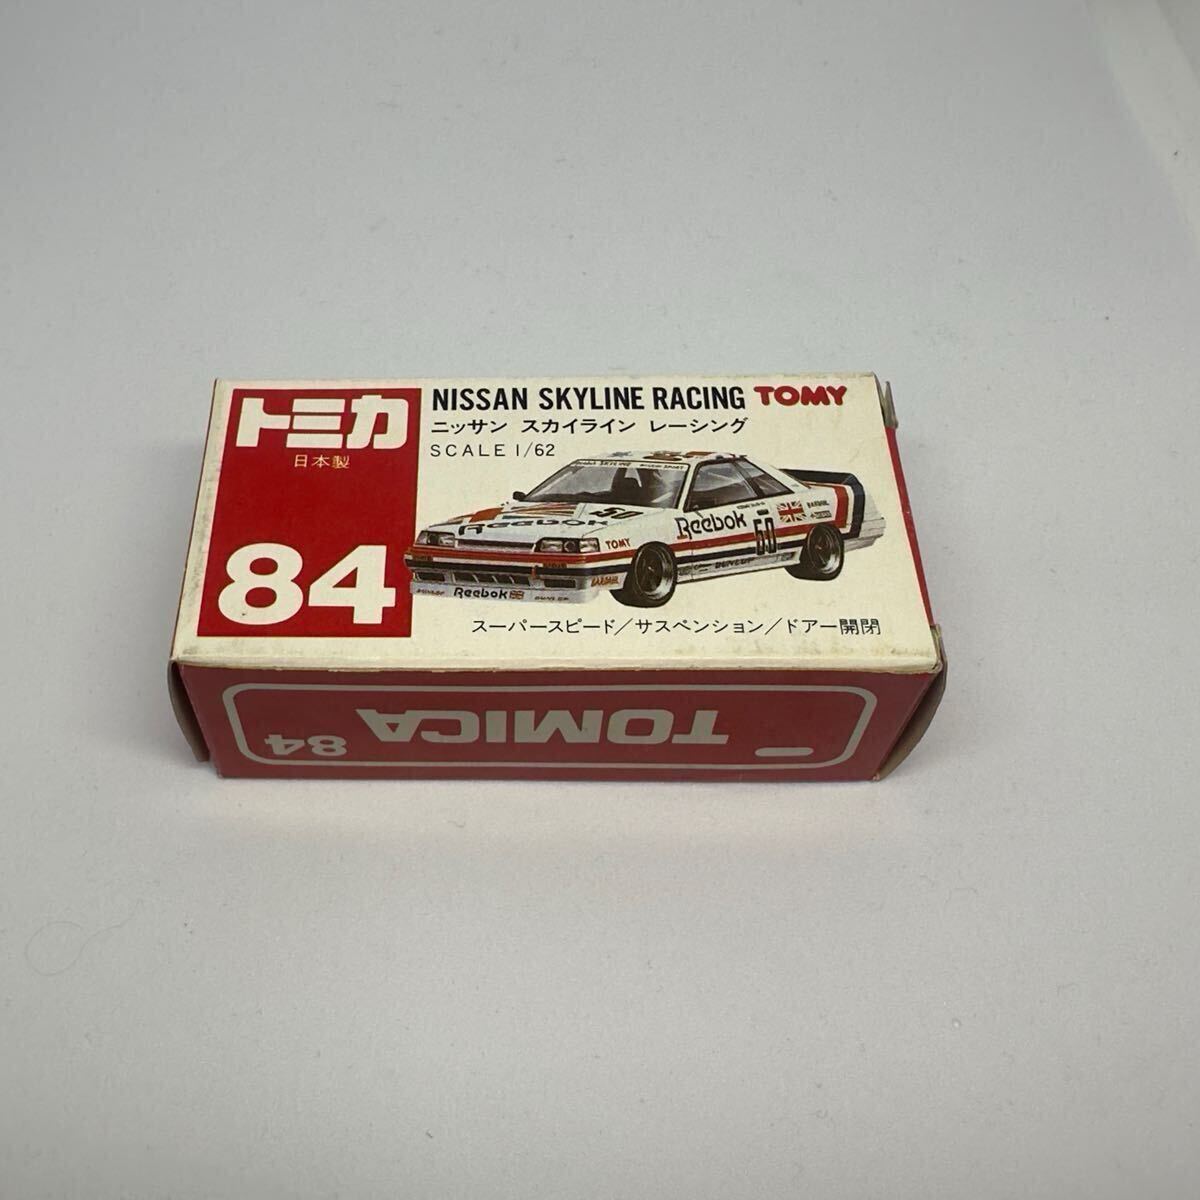 トミカ
日本製
84
NISSAN SKYLINE RACING TOMY
ニッサン スカイライン レーシング
SCALE 1/62
Reebok
60
Reebok
60
TOMY
DUNLOP
Reebok
DUNLOP
スーパースピード/サスペンション/ドアー開閉
TOMICA
84